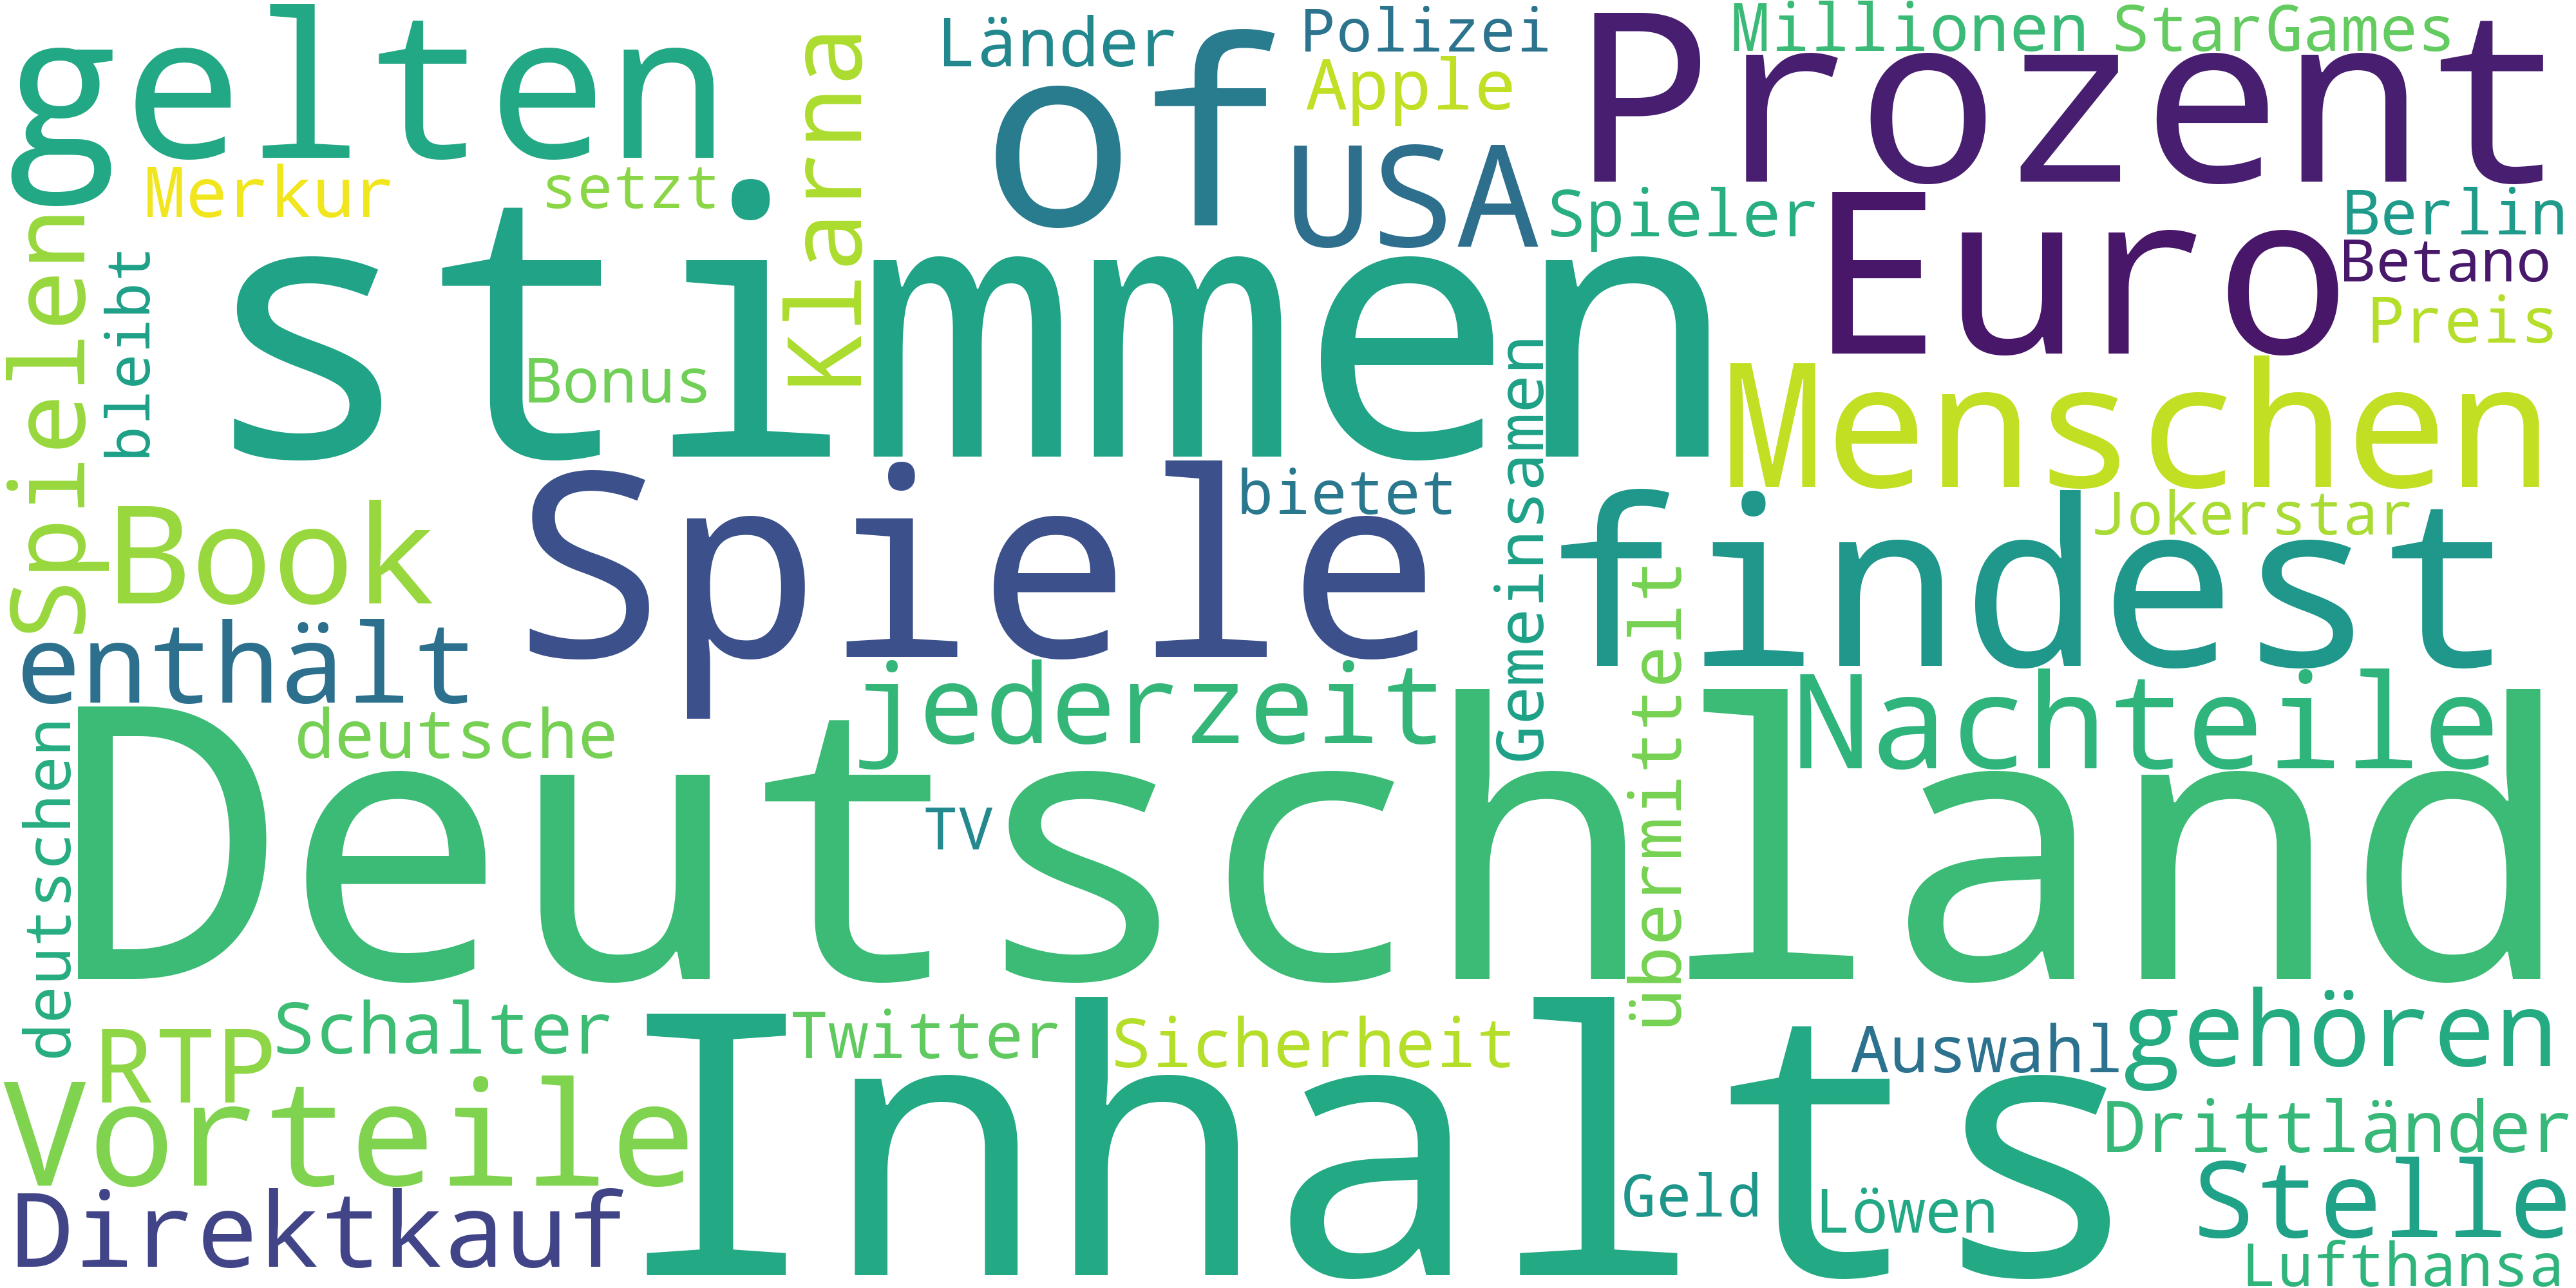 gelten
Länder
of
Polizei
Apple
USA
Prozent
Millionen
StarGames
Klarna
Merkur
setzt
Spieler
Euro
Berlin
Betano
Preis
Spielen
bleibt
stimmen
Bonus
Menschen
Book
Spiele
bietet
Gemeinsamen
findest
Jokerstar
enthält
deutsche
jederzeit
übermittelt
Nachteile
deutschen
Deutschland
TV
RTP
Schalter
Twitter
Sicherheit
Auswahl
gehören
Vorteile
Inhalts
Drittländer
Direktkauf
Geld
Löwen
Stelle
Lufthansa